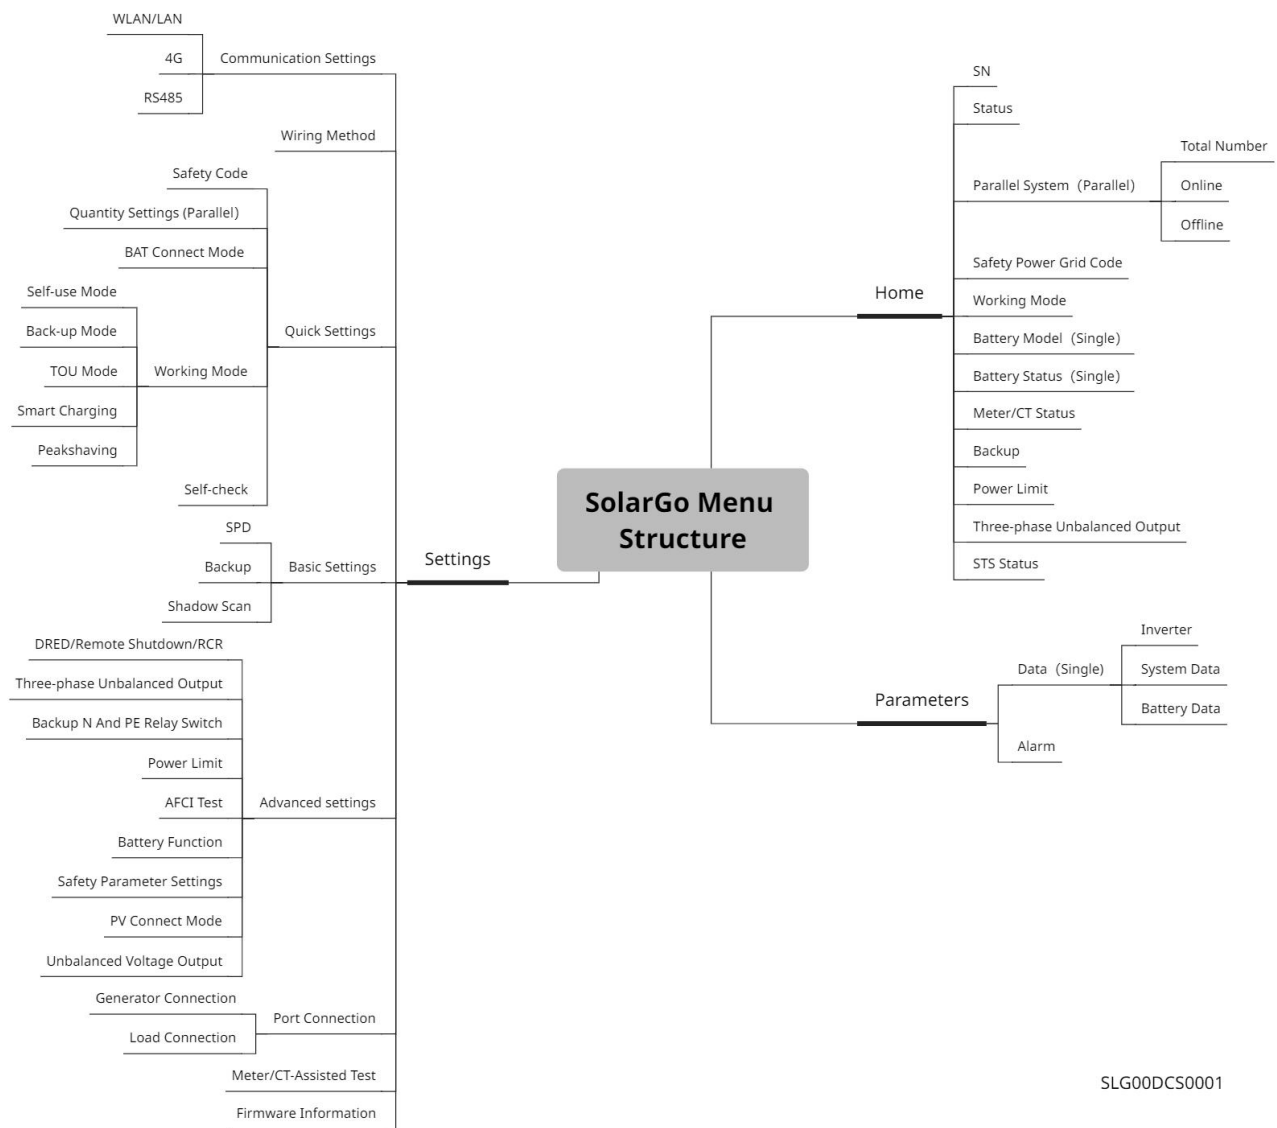 WLAN/LAN
4G
Communication Settings
RS485
Wiring Method
Safety Code
Quantity Settings (Parallel)
BAT Connect Mode
Self-use Mode
Back-up Mode
Quick Settings
TOU Mode
Working Mode
Smart Charging
Peakshaving
Self-check
SPD
Backup
Basic Settings
Shadow Scan
Settings
DRED/Remote Shutdown/RCR
Three-phase Unbalanced Output
Backup N And PE Relay Switch
Power Limit
AFCI Test
Advanced settings
Battery Function
Safety Parameter Settings
PV Connect Mode
Unbalanced Voltage Output
Generator Connection
Port Connection
Load Connection
Meter/CT-Assisted Test
Firmware Information
SolarGo Menu
Structure
Home
SN
Status
Parallel System（Parallel）
Total Number
Online
Offline
Safety Power Grid Code
Working Mode
Battery Model（Single）
Battery Status（Single）
Meter/CT Status
Backup
Power Limit
Three-phase Unbalanced Output
STS Status
Parameters
Data（Single）
Inverter
System Data
Battery Data
Alarm
SLG00DCS0001